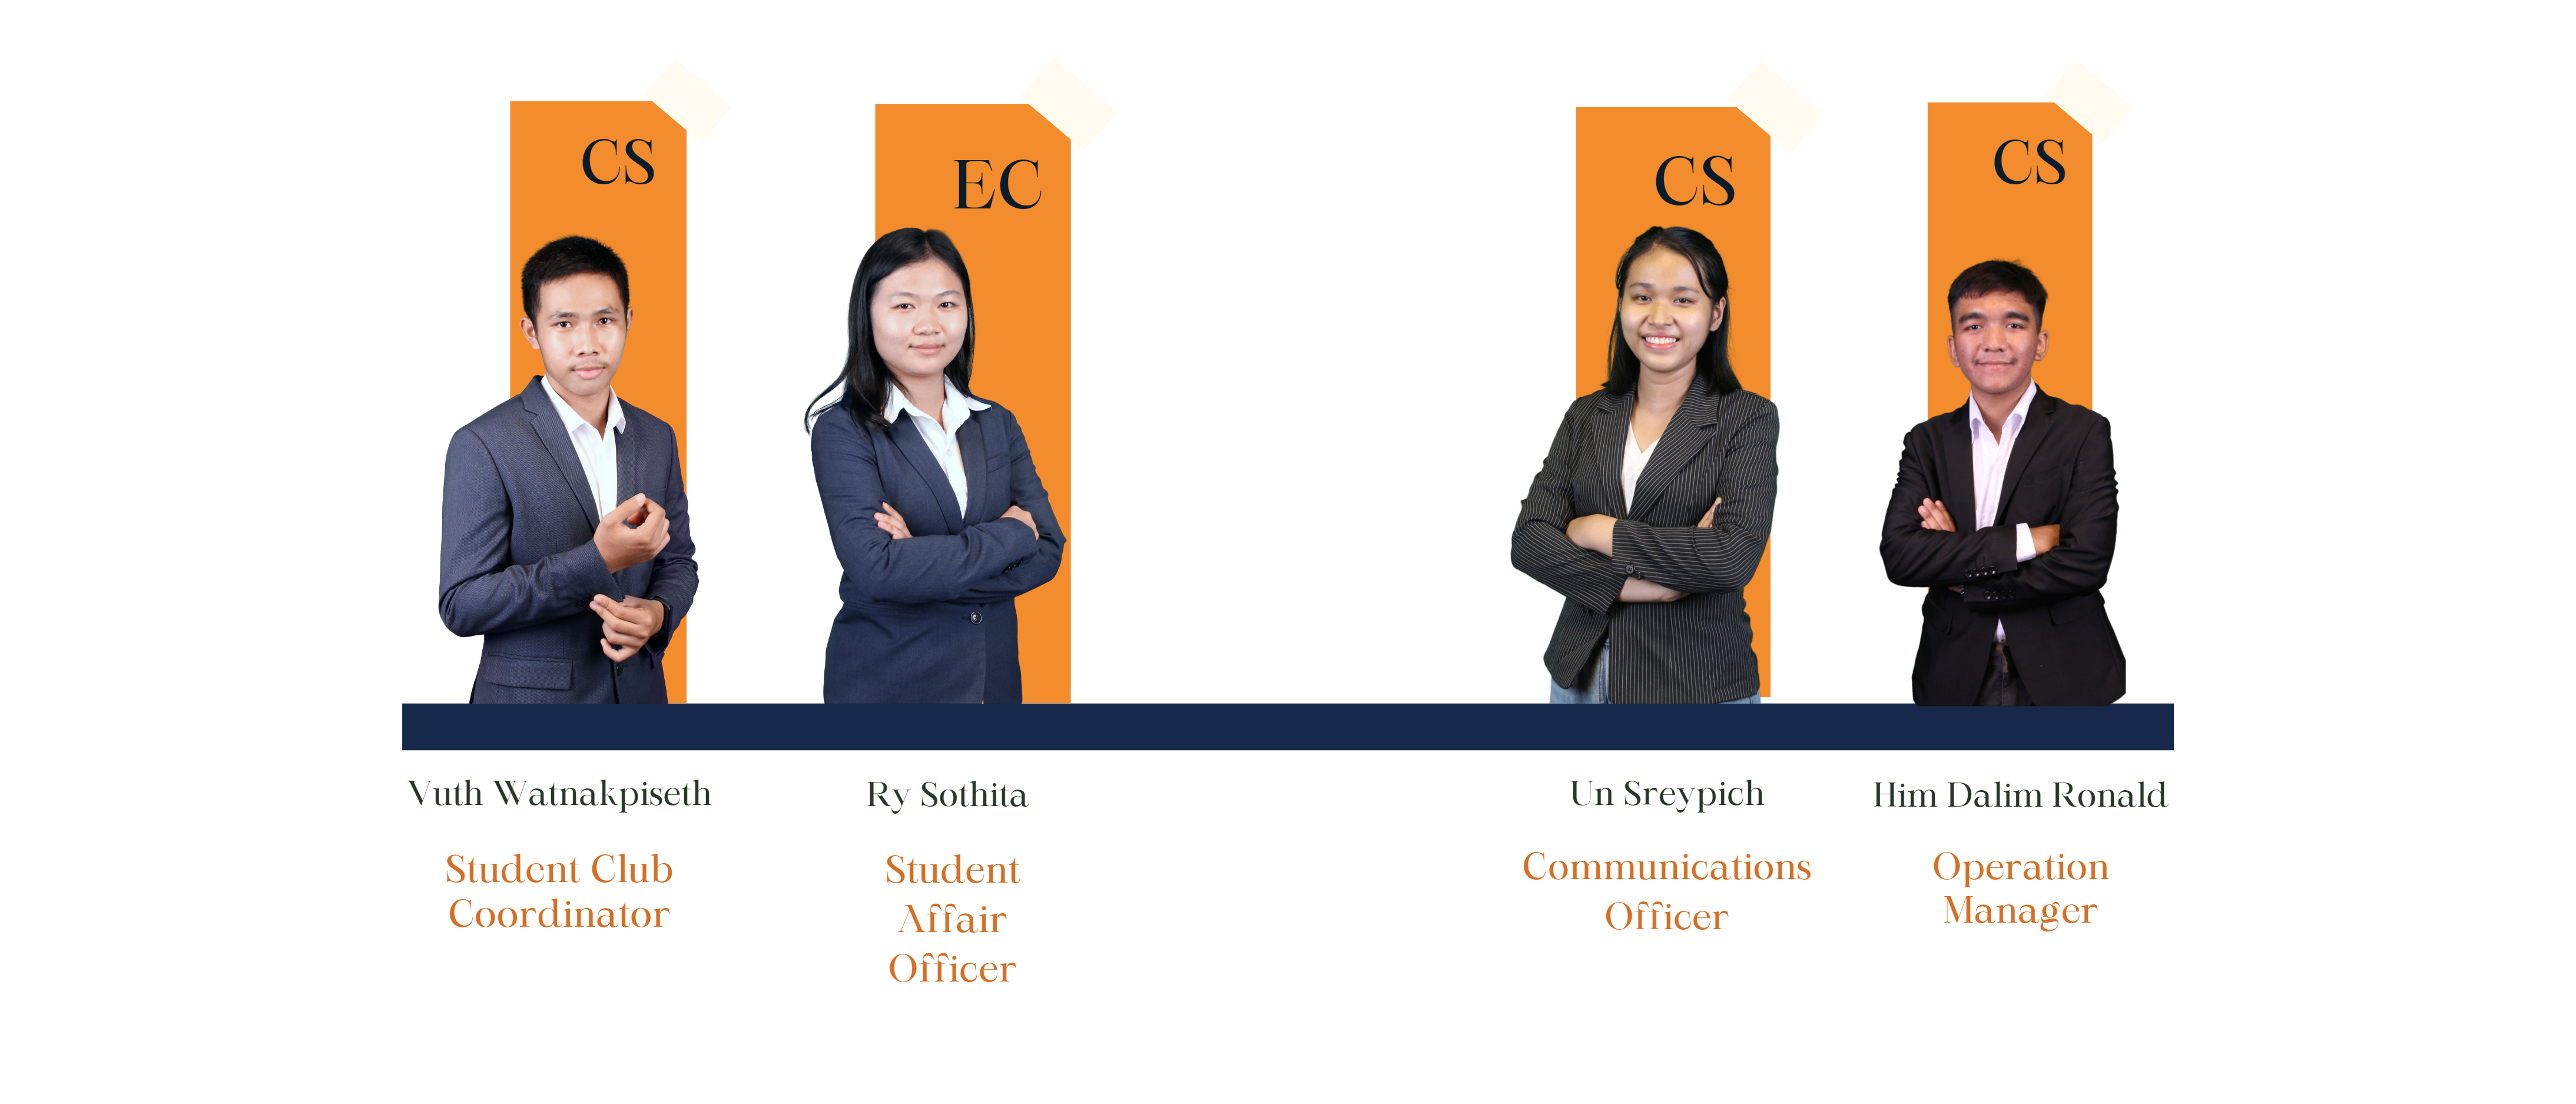 CS
EC
CS
CS
Vuth Watnakpiseth
Ry Sothita
Un Sreypich
Him Dalim Ronald
Student Club
Coordinator
Student
Affair
Officer
Communications
Officer
Operation
Manager